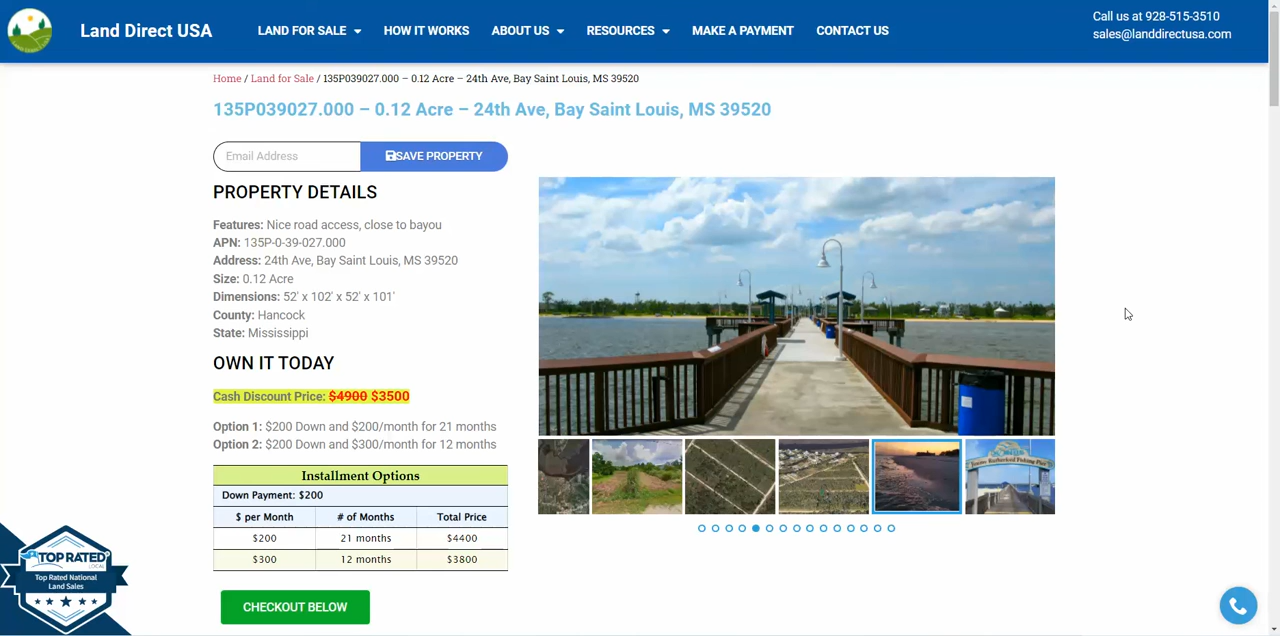 Land Direct USA
LAND FOR SALE
HOW IT WORKS
ABOUT US
RESOURCES
MAKE A PAYMENT
CONTACT US
Call us at 928-515-3510
sales@landdirectusa.com
Home / Land for Sale / 135P039027.000 – 0.12 Acre – 24th Ave, Bay Saint Louis, MS 39520
135P039027.000 – 0.12 Acre – 24th Ave, Bay Saint Louis, MS 39520
Email Address
SAVE PROPERTY
PROPERTY DETAILS
Features: Nice road access, close to bayou
APN: 135P-0-39-027.000
Address: 24th Ave, Bay Saint Louis, MS 39520
Size: 0.12 Acre
Dimensions: 52' x 102' x 52' x 101'
County: Hancock
State: Mississippi
OWN IT TODAY
Cash Discount Price: $4900 $3500
Option 1: $200 Down and $200/month for 21 months
Option 2: $200 Down and $300/month for 12 months
Installment Options
Down Payment: $200
$ per Month # of Months Total Price
$200 21 months $4400
$300 12 months $3800
CHECKOUT BELOW
TOP RATED
LOCAL
Top Rated National
Land Sales